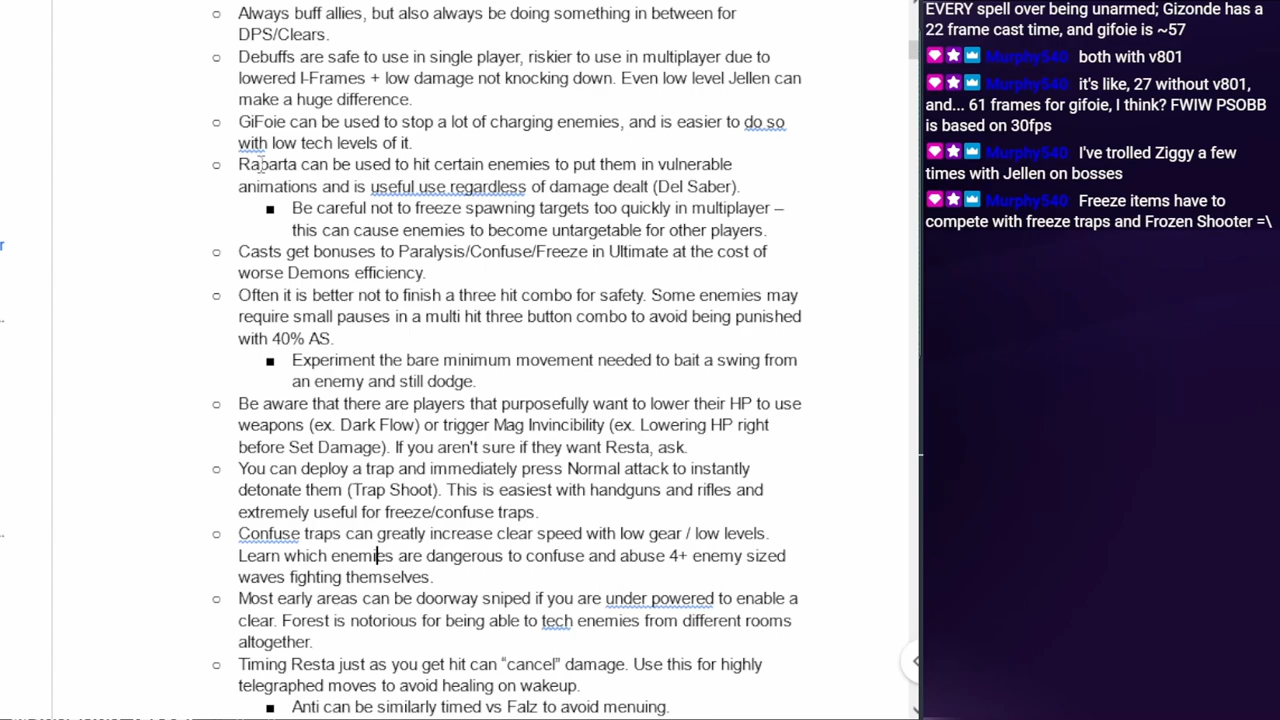 Always buff allies, but also always be doing something in between for
DPS/Clears.
Debuffs are safe to use in single player, riskier to use in multiplayer due to
lowered I-Frames + low damage not knocking down. Even low level Jellen can
make a huge difference.
GiFoie can be used to stop a lot of charging enemies, and is easier to do so
with low tech levels of it.
Rabarta can be used to hit certain enemies to put them in vulnerable
animations and is useful use regardless of damage dealt (Del Saber).
Be careful not to freeze spawning targets too quickly in multiplayer –
this can cause enemies to become untargetable for other players.
Casts get bonuses to Paralysis/Confuse/Freeze in Ultimate at the cost of
worse Demons efficiency.
Often it is better not to finish a three hit combo for safety. Some enemies may
require small pauses in a multi hit three button combo to avoid being punished
with 40% AS.
Experiment the bare minimum movement needed to bait a swing from
an enemy and still dodge.
Be aware that there are players that purposefully want to lower their HP to use
weapons (ex. Dark Flow) or trigger Mag Invincibility (ex. Lowering HP right
before Set Damage). If you aren't sure if they want Resta, ask.
You can deploy a trap and immediately press Normal attack to instantly
detonate them (Trap Shoot). This is easiest with handguns and rifles and
extremely useful for freeze/confuse traps.
Confuse traps can greatly increase clear speed with low gear / low levels.
Learn which enemies are dangerous to confuse and abuse 4+ enemy sized
waves fighting themselves.
Most early areas can be doorway sniped if you are under powered to enable a
clear. Forest is notorious for being able to tech enemies from different rooms
altogether.
Timing Resta just as you get hit can “cancel” damage. Use this for highly
telegraphed moves to avoid healing on wakeup.
Anti can be similarly timed vs Falz to avoid menuing.
EVERY spell over being unarmed; Gizonde has a
22 frame cast time, and gifoie is ~57
Murphy540 both with v801
Murphy540 it's like, 27 without v801,
and... 61 frames for gifoie, I think? FWIW PSOBB
is based on 30fps
Murphy540 I've trolled Ziggy a few
times with Jellen on bosses
Murphy540 Freeze items have to
compete with freeze traps and Frozen Shooter =\